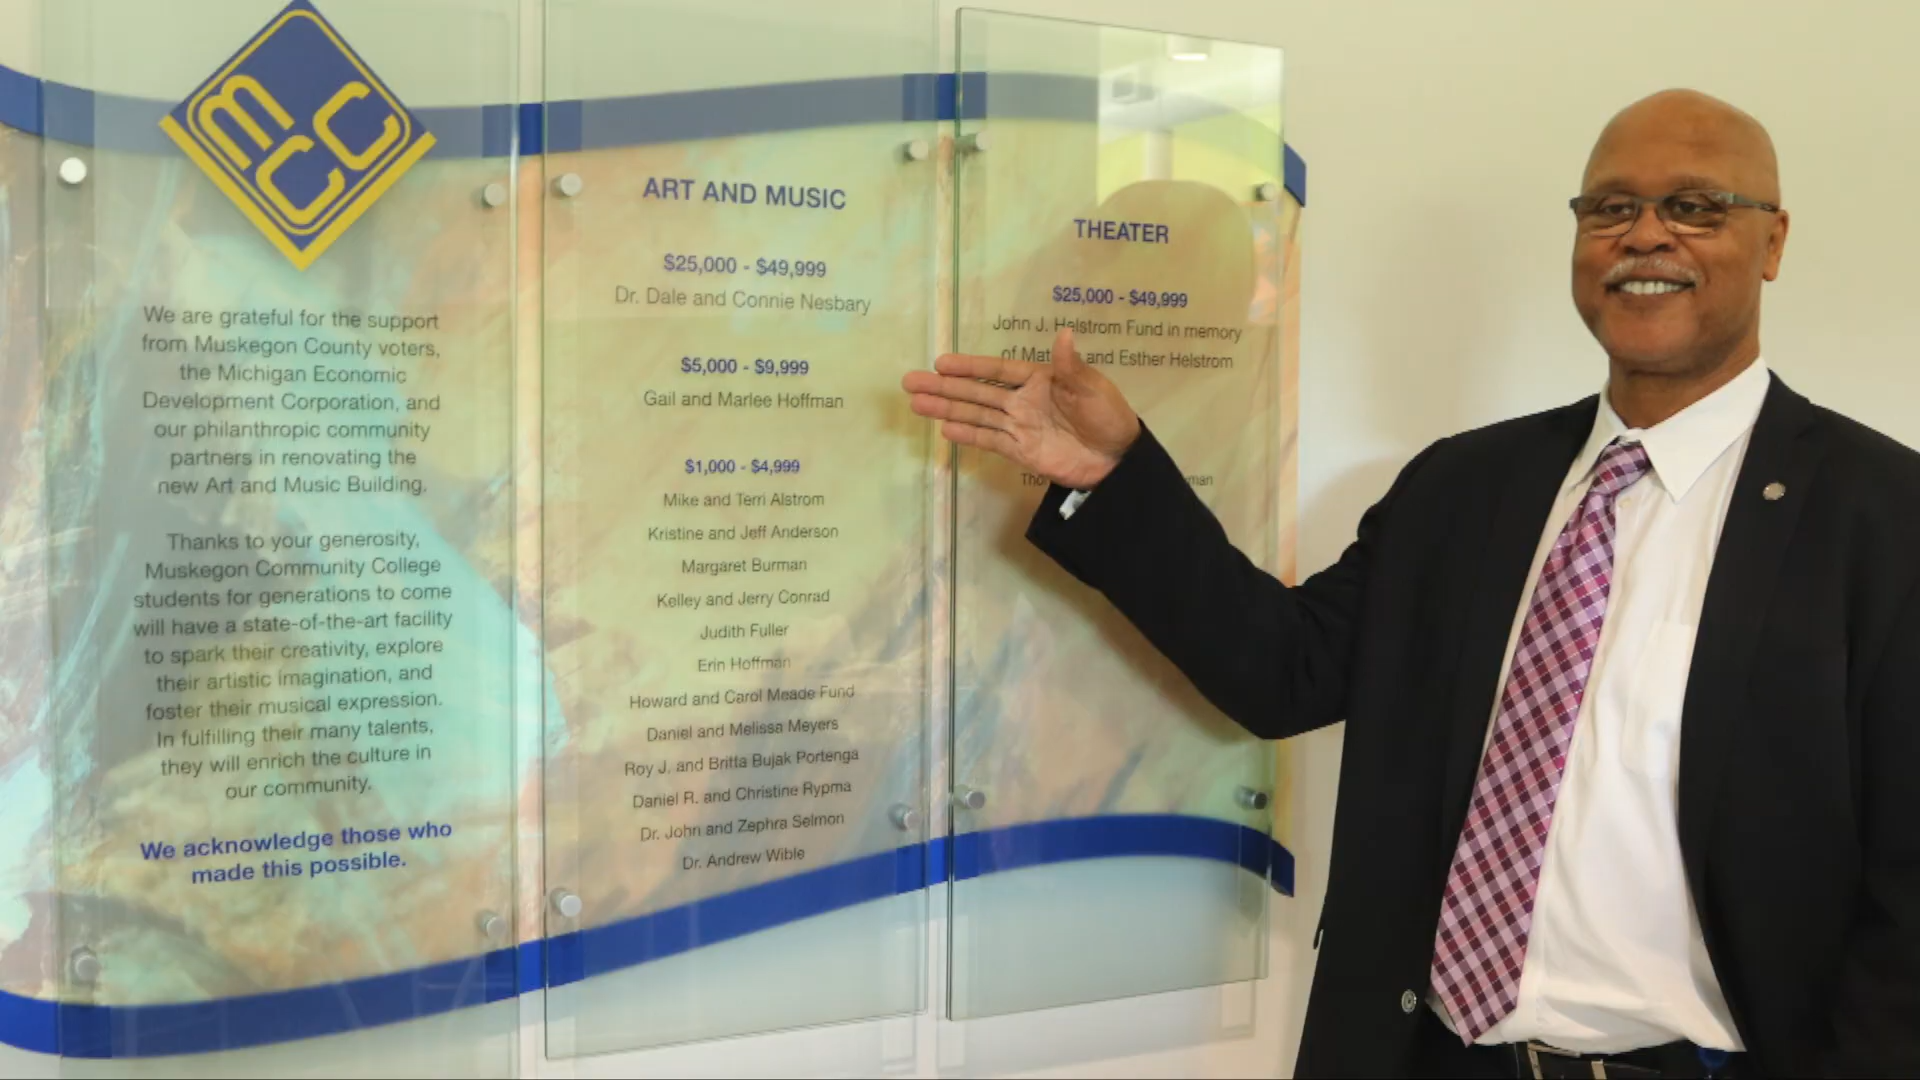 MCC
We are grateful for the support
from Muskegon County voters,
the Michigan Economic
Development Corporation, and
our philanthropic community
partners in renovating the
new Art and Music Building.
Thanks to your generosity,
Muskegon Community College
students for generations to come
will have a state-of-the-art facility
to spark their creativity, explore
their artistic imagination, and
foster their musical expression.
In fulfilling their many talents,
they will enrich the culture in
our community.
We acknowledge those who
made this possible.
ART AND MUSIC
$25,000 - $49,999
Dr. Dale and Connie Nesbary
$5,000 - $9,999
Gail and Marlee Hoffman
$1,000 - $4,999
Mike and Terri Alstrom
Kristine and Jeff Anderson
Margaret Burman
Kelley and Jerry Conrad
Judith Fuller
Erin Hoffman
Howard and Carol Meade Fund
Daniel and Melissa Meyers
Roy J. and Britta Bujak Portenga
Daniel R. and Christine Rypma
Dr. John and Zephra Selmon
Dr. Andrew Wible
THEATER
$25,000 - $49,999
John J. Helstrom Fund in memory
of and Esther Helstrom